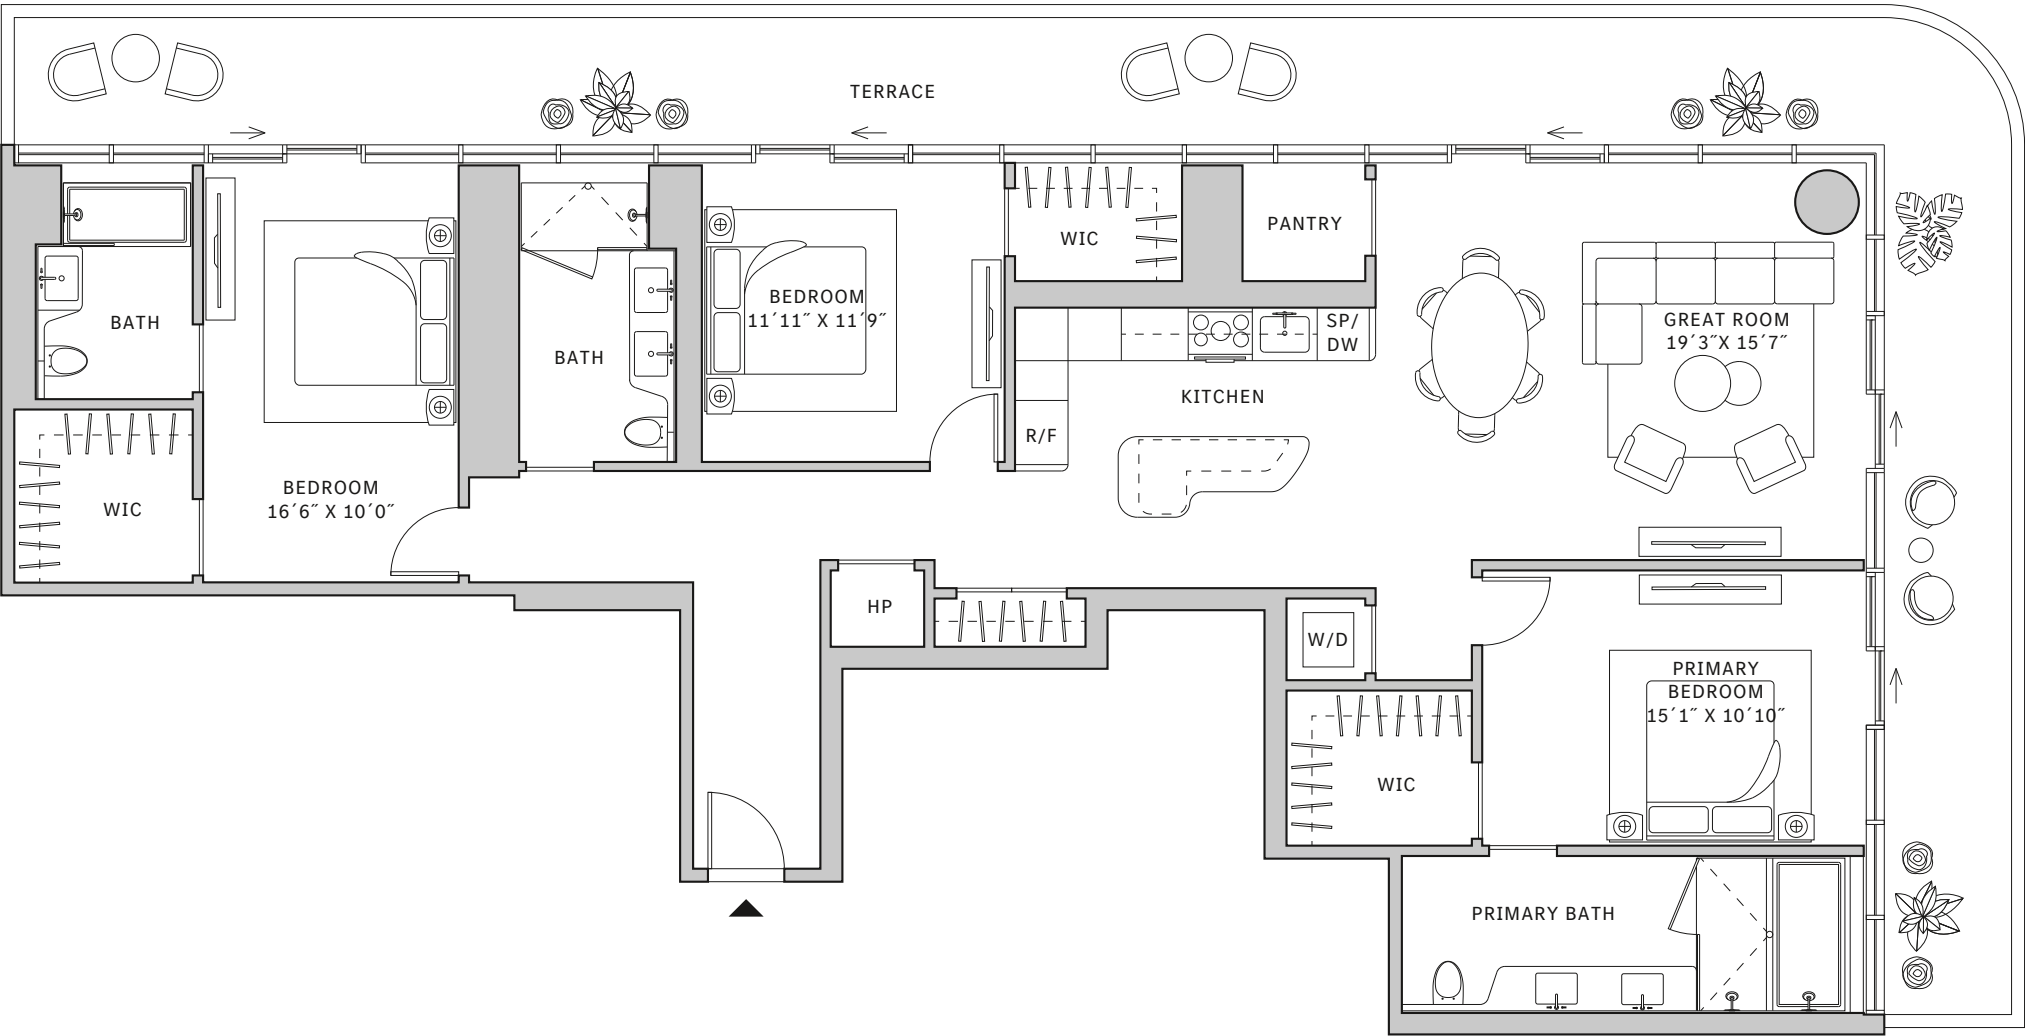 TERRACE
BATH
WIC
BEDROOM
16´6˝ X 10´0˝
BATH
BEDROOM
11´11˝ X 11´9˝
WIC
PANTRY
SP/
DW
KITCHEN
R/F
GREAT ROOM
19´3˝X 15´7˝
HP
W/D
WIC
PRIMARY
BEDROOM
15´1˝ X 10´10˝
PRIMARY BATH